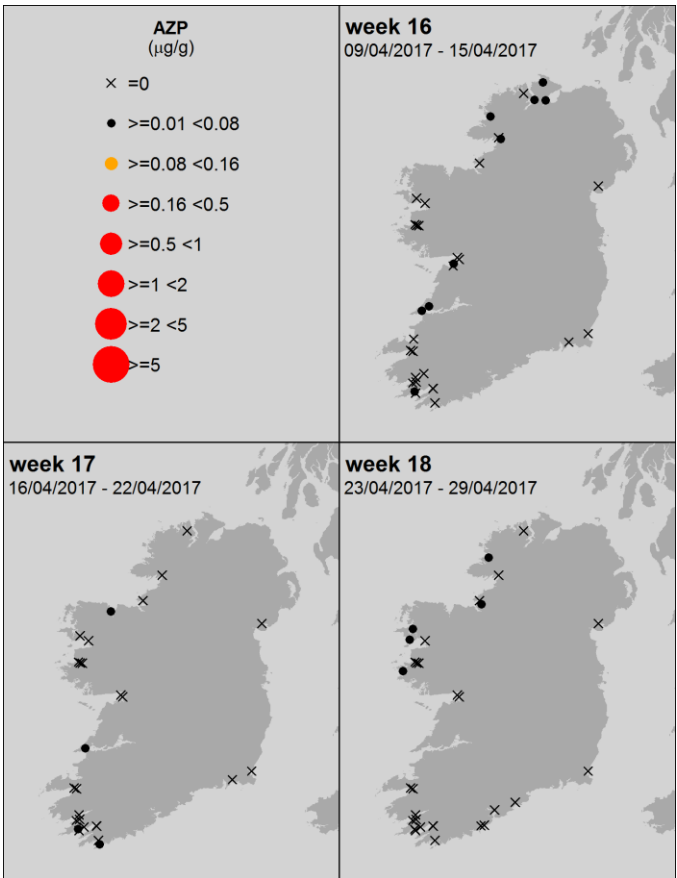 AZP
(µg/g)
=0
>=0.01 <0.08
>=0.08 <0.16
>=0.16 <0.5
>=0.5 <1
>=1 <2
>=2 <5
>=5
week 16
09/04/2017 - 15/04/2017
week 17
16/04/2017 - 22/04/2017
week 18
23/04/2017 - 29/04/2017